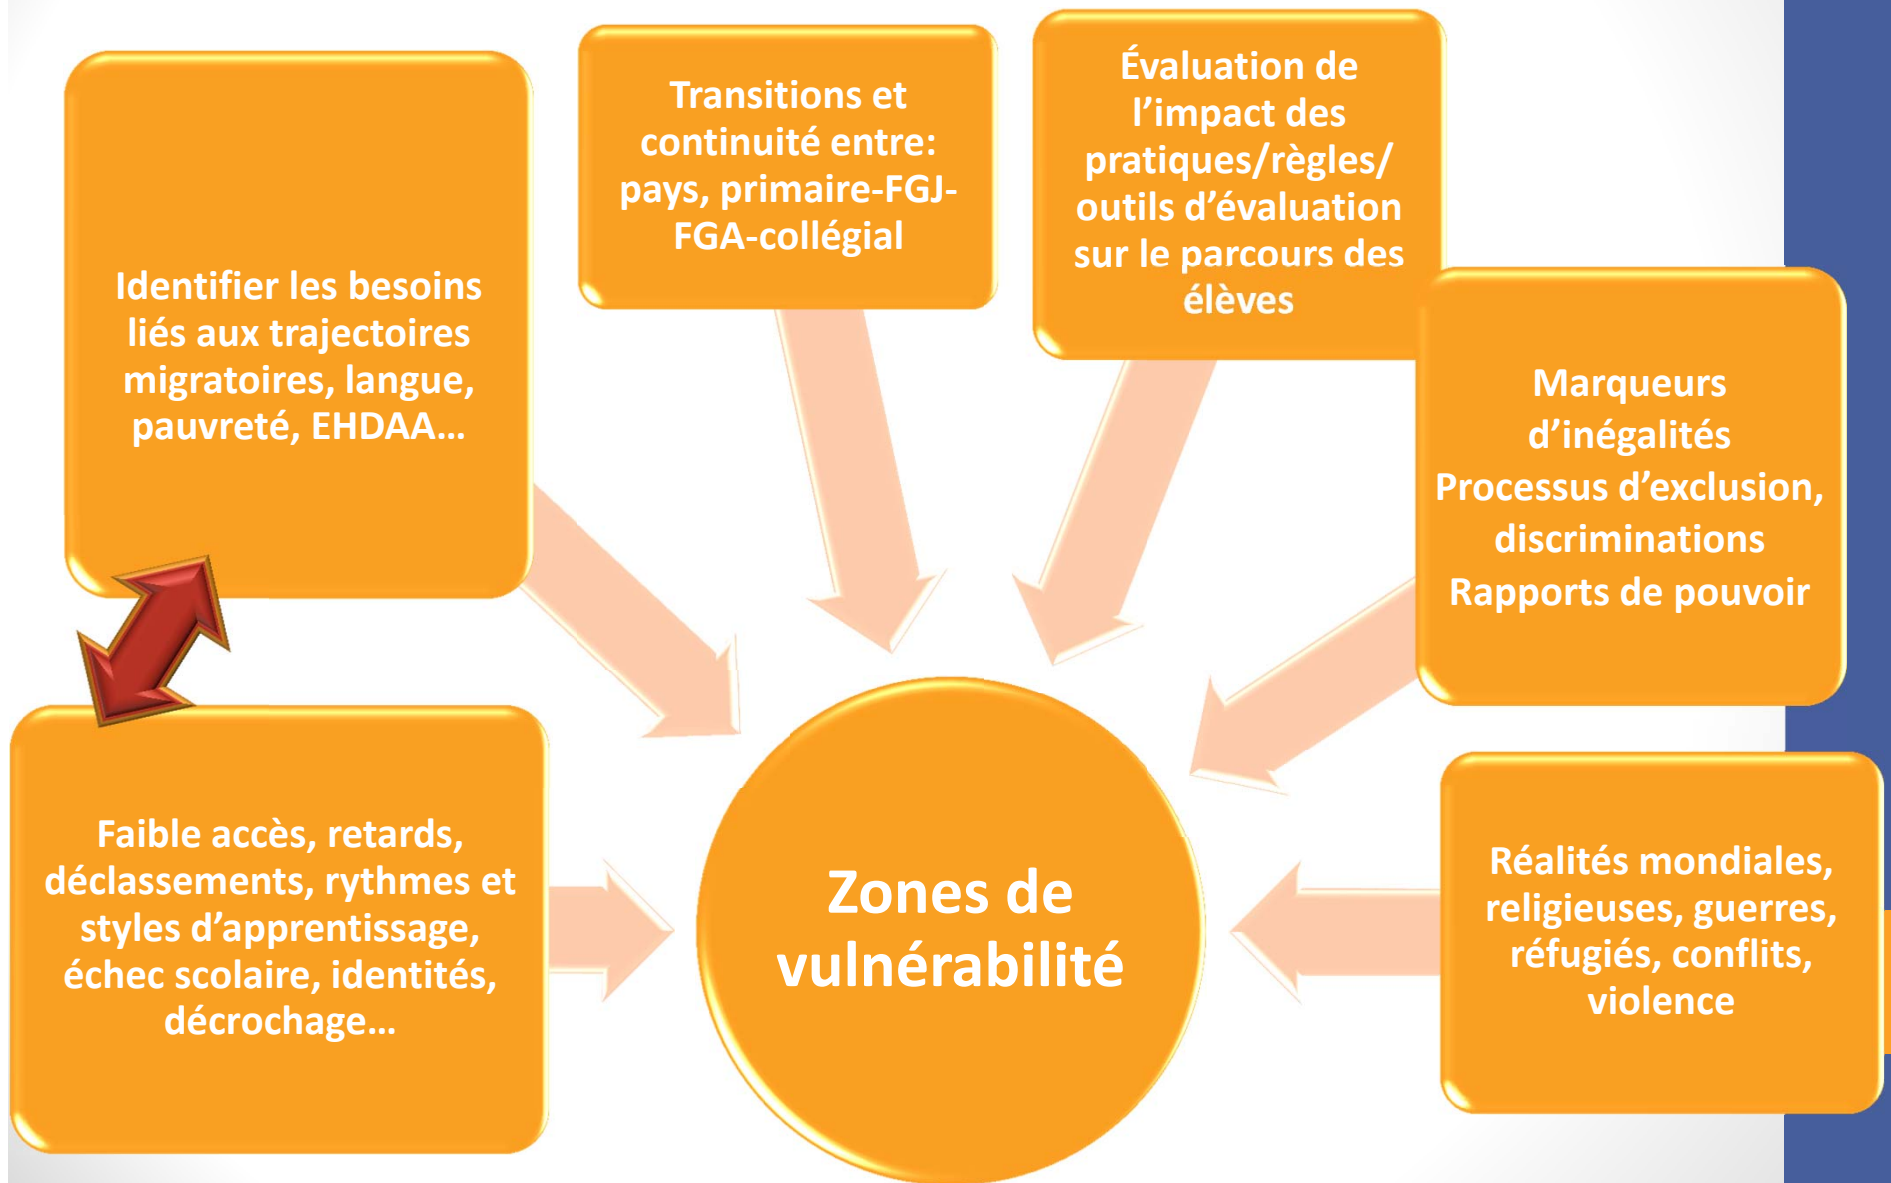 Identifier les besoins
liés aux trajectoires
migratoires, langue,
pauvreté, EHDAA…
Transitions et
continuité entre:
pays, primaire-FGJ-
FGA-collégial
Évaluation de
l’impact des
pratiques/règles/
outils d’évaluation
sur le parcours des
élèves
Marqueurs
d’inégalités
Processus d’exclusion,
discriminations
Rapports de pouvoir
Faible accès, retards,
déclassements, rythmes et
styles d’apprentissage,
échec scolaire, identités,
décrochage…
Zones de
vulnérabilité
Réalités mondiales,
religieuses, guerres,
réfugiés, conflits,
violence